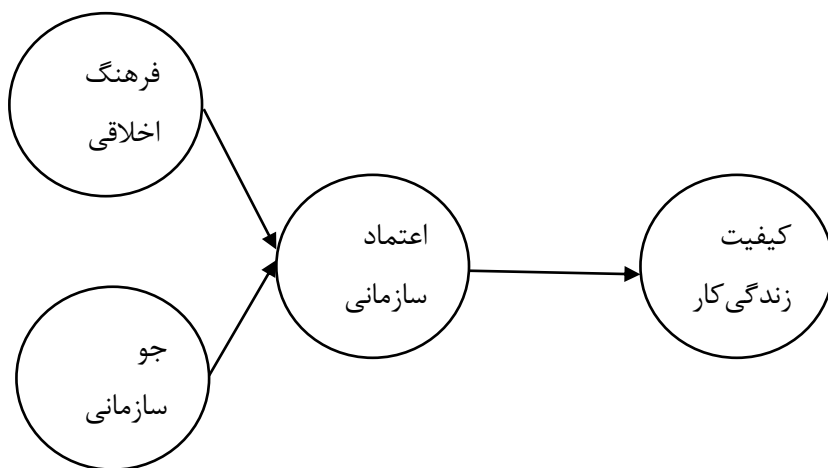 فرهنگ
اخلاقی
اعتماد
سازمانی
کیفیت
زندگی‌کار
جو
سازمانی